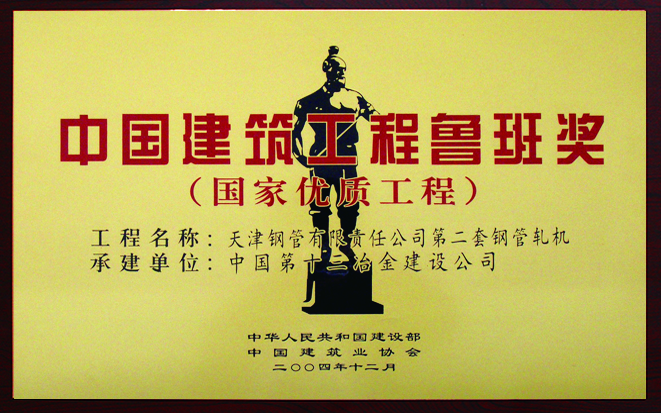 中国建筑工程鲁班奖
（国家优质工程）
工程名称：天津钢管有限责任公司第二套钢管轧机
承建单位：中国第十三冶金建设公司
中华人民共和国建设部
中国建筑业协会
二〇〇四年十二月